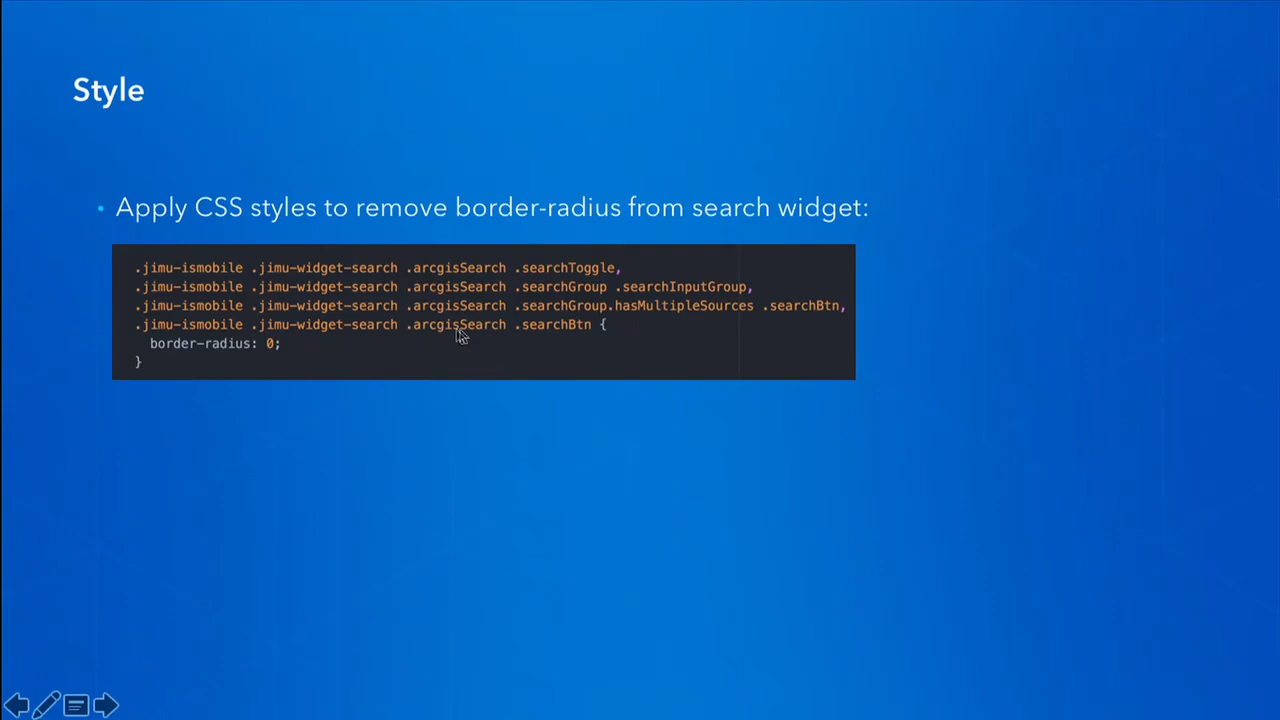 Style
• Apply CSS styles to remove border-radius from search widget:
.jimu-ismobile .jimu-widget-search .arcgisSearch .searchToggle,
.jimu-ismobile .jimu-widget-search .arcgisSearch .searchGroup .searchInputGroup,
.jimu-ismobile .jimu-widget-search .arcgisSearch .searchGroup.hasMultipleSources .searchBtn,
.jimu-ismobile .jimu-widget-search .arcgisSearch .searchBtn {
border-radius: 0;
}